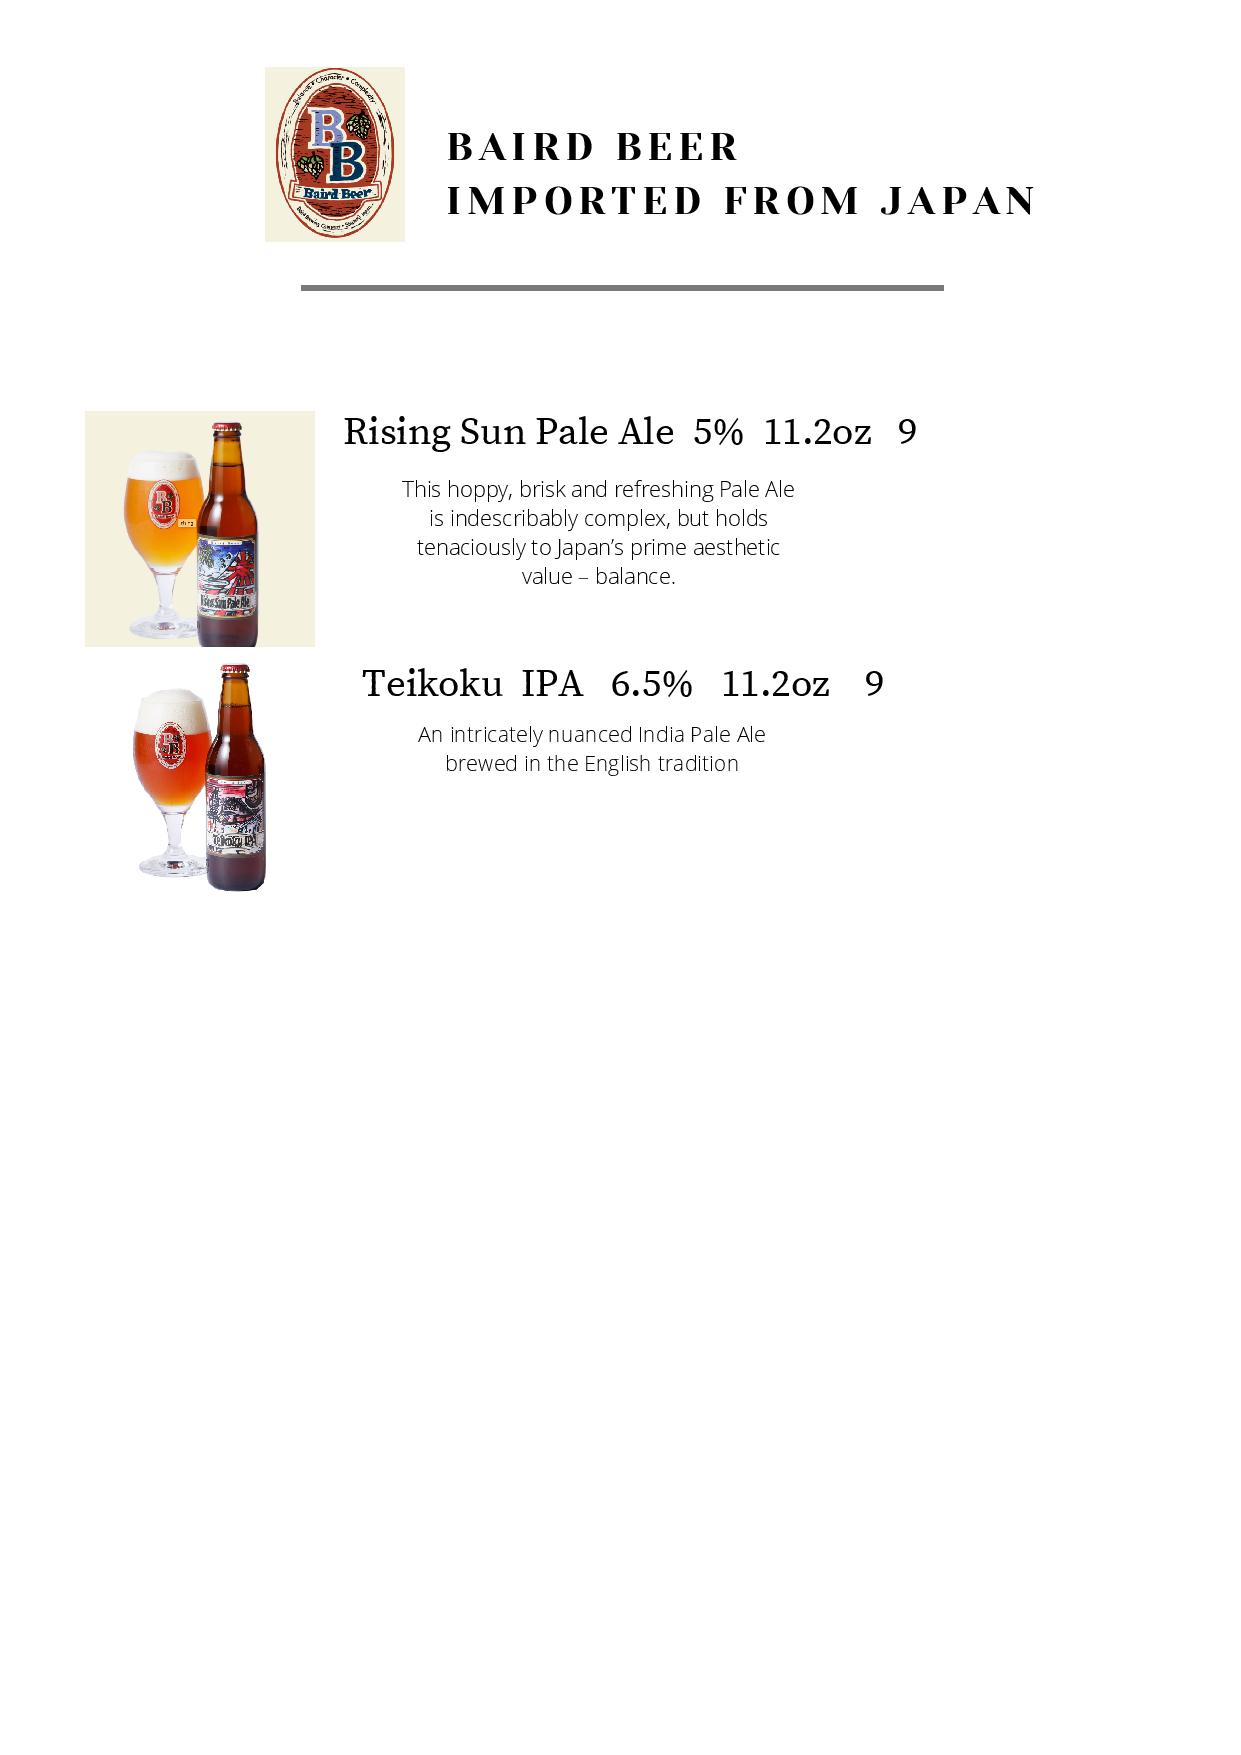 Balance • Character • Complexity
B
B
Baird Beer
BAIRD BEER
IMPORTED FROM JAPAN
Rising Sun Pale Ale 5% 11.2oz 9
This hoppy, brisk and refreshing Pale Ale
is indescribably complex, but holds
tenaciously to Japan’s prime aesthetic
value – balance.
B
B
Rising Sun Pale Ale
Teikoku IPA 6.5% 11.2oz 9
An intricately nuanced India Pale Ale
brewed in the English tradition
B
B
Teikoku IPA